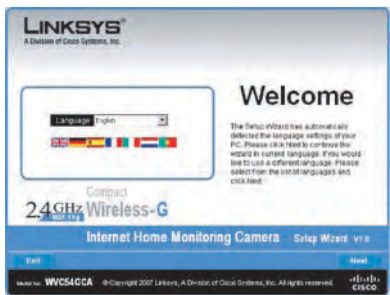 LINKSYS®
A Division of Cisco Systems, Inc.
Language English
Welcome
The Setup Wizard has automatically
detected the language settings of your
PC. Please click Next to continue the
wizard in current language. If you would
like to use a different language. Please
select from the list of languages and
click Next.
Compact
2.4 GHz Wireless-G
802.11g
Internet Home Monitoring Camera Setup Wizard V1.0
Exit Next
Model No. WVC54GCA © Copyright 2007 Linksys, A Division of Cisco Systems, Inc. All rights reserved.
CISCO